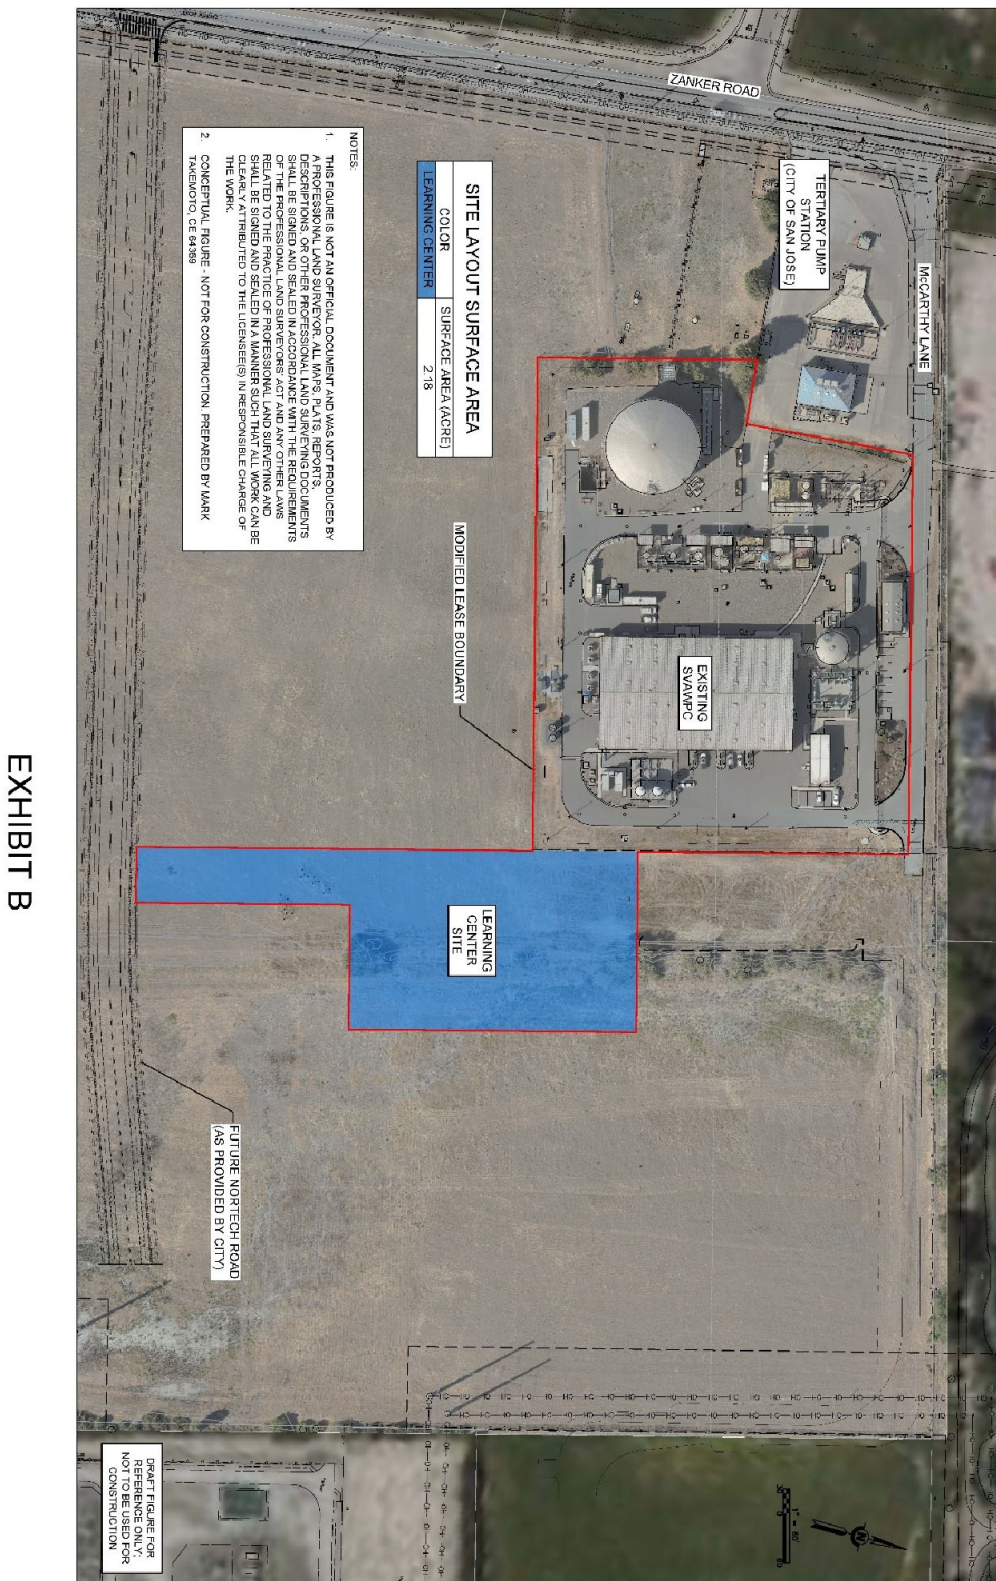 ZANKER ROAD
TERTIARY PUMP
STATION
(CITY OF SAN JOSE)
McCARTHY LANE
SITE LAYOUT SURFACE AREA
COLOR SURFACE AREA (ACRE)
LEARNING CENTER 2.18
NOTES:
1. THIS FIGURE IS NOT AN OFFICIAL DOCUMENT AND WAS NOT PRODUCED BY
A PROFESSIONAL LAND SURVEYOR. ALL MAPS, PLATS, REPORTS,
DESCRIPTIONS, OR OTHER PROFESSIONAL LAND SURVEYING DOCUMENTS
SHALL BE SIGNED AND SEALED IN ACCORDANCE WITH THE REQUIREMENTS
OF THE PROFESSIONAL LAND SURVEYORS' ACT AND ANY OTHER LAWS
RELATED TO THE PRACTICE OF PROFESSIONAL LAND SURVEYING AND
SHALL BE SIGNED AND SEALED IN A MANNER SUCH THAT ALL WORK CAN BE
CLEARLY ATTRIBUTED TO THE LICENSEE(S) IN RESPONSIBLE CHARGE OF
THE WORK.
2. CONCEPTUAL FIGURE - NOT FOR CONSTRUCTION. PREPARED BY MARK
TAKEMOTO, CE 64369
MODIFIED LEASE BOUNDARY
EXISTING
SVAWPC
LEARNING
CENTER
SITE
FUTURE NORTECH ROAD
(AS PROVIDED BY CITY)
N
1" = 80'
DRAFT FIGURE FOR
REFERENCE ONLY;
NOT TO BE USED FOR
CONSTRUCTION
EXHIBIT B